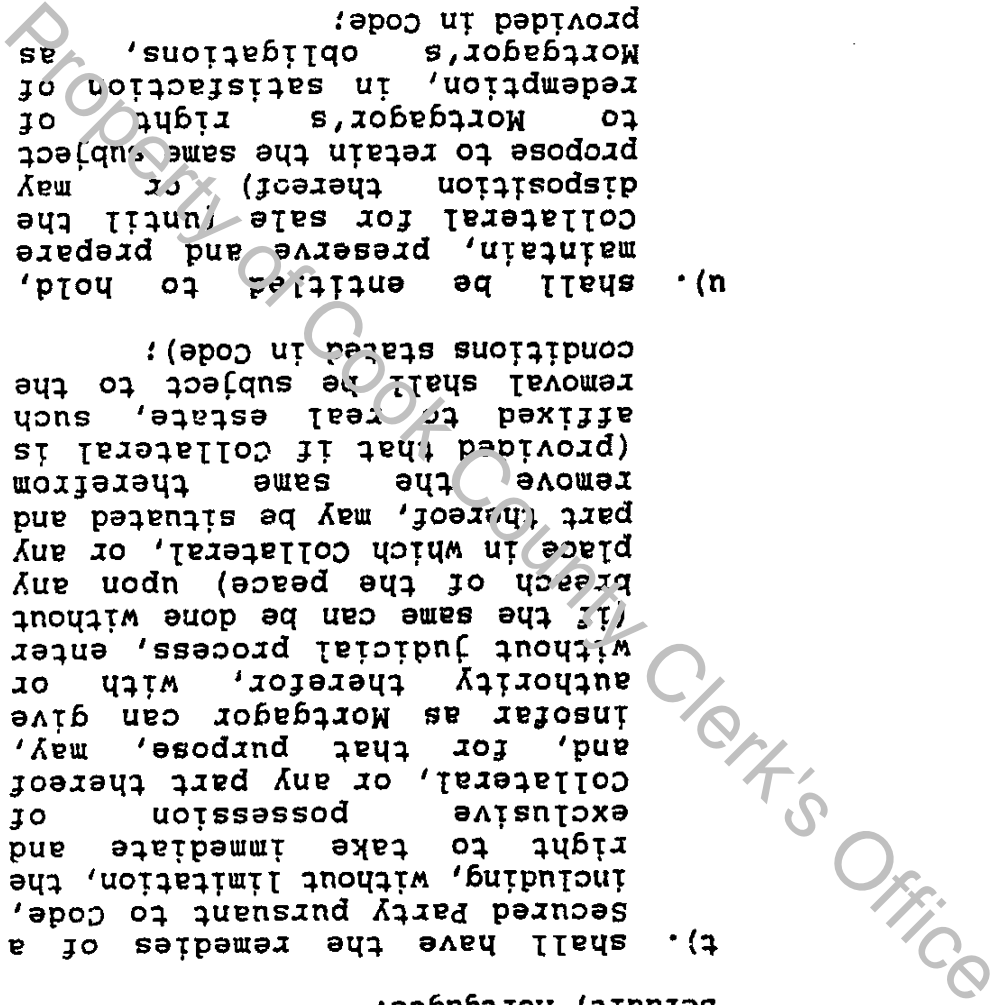 t). shall have the remedies of a
Secured Party pursuant to Code,
including, without limitation, the
right to take immediate and
exclusive possession of
Collateral, or any part thereof
and, for that purpose, may,
insofar as Mortgagor can give
authority therefor, with or
without judicial process, enter
(if the same can be done without
breach of the peace) upon any
place in which Collateral, or any
part thereof, may be situated and
remove the same therefrom
(provided that if Collateral is
affixed to real estate, such
removal shall be subject to the
conditions stated in Code);
u). shall be entitled to hold,
maintain, preserve and prepare
Collateral for sale (until the
disposition thereof) or may
propose to retain the same subject
to Mortgagor's right of
redemption, in satisfaction of
Mortgagor's obligations, as
provided in Code;
Property of Cook County Clerk's Office